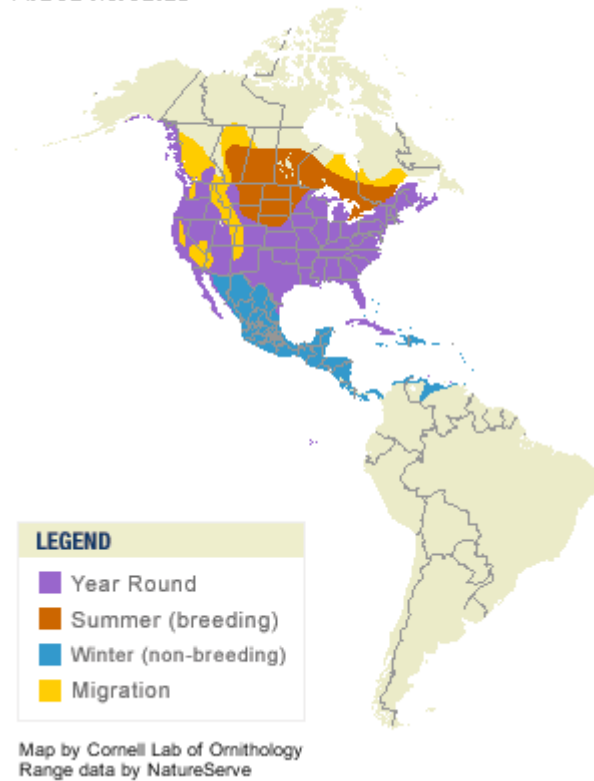 LEGEND
Year Round
Summer (breeding)
Winter (non-breeding)
Migration
Map by Cornell Lab of Ornithology
Range data by NatureServe